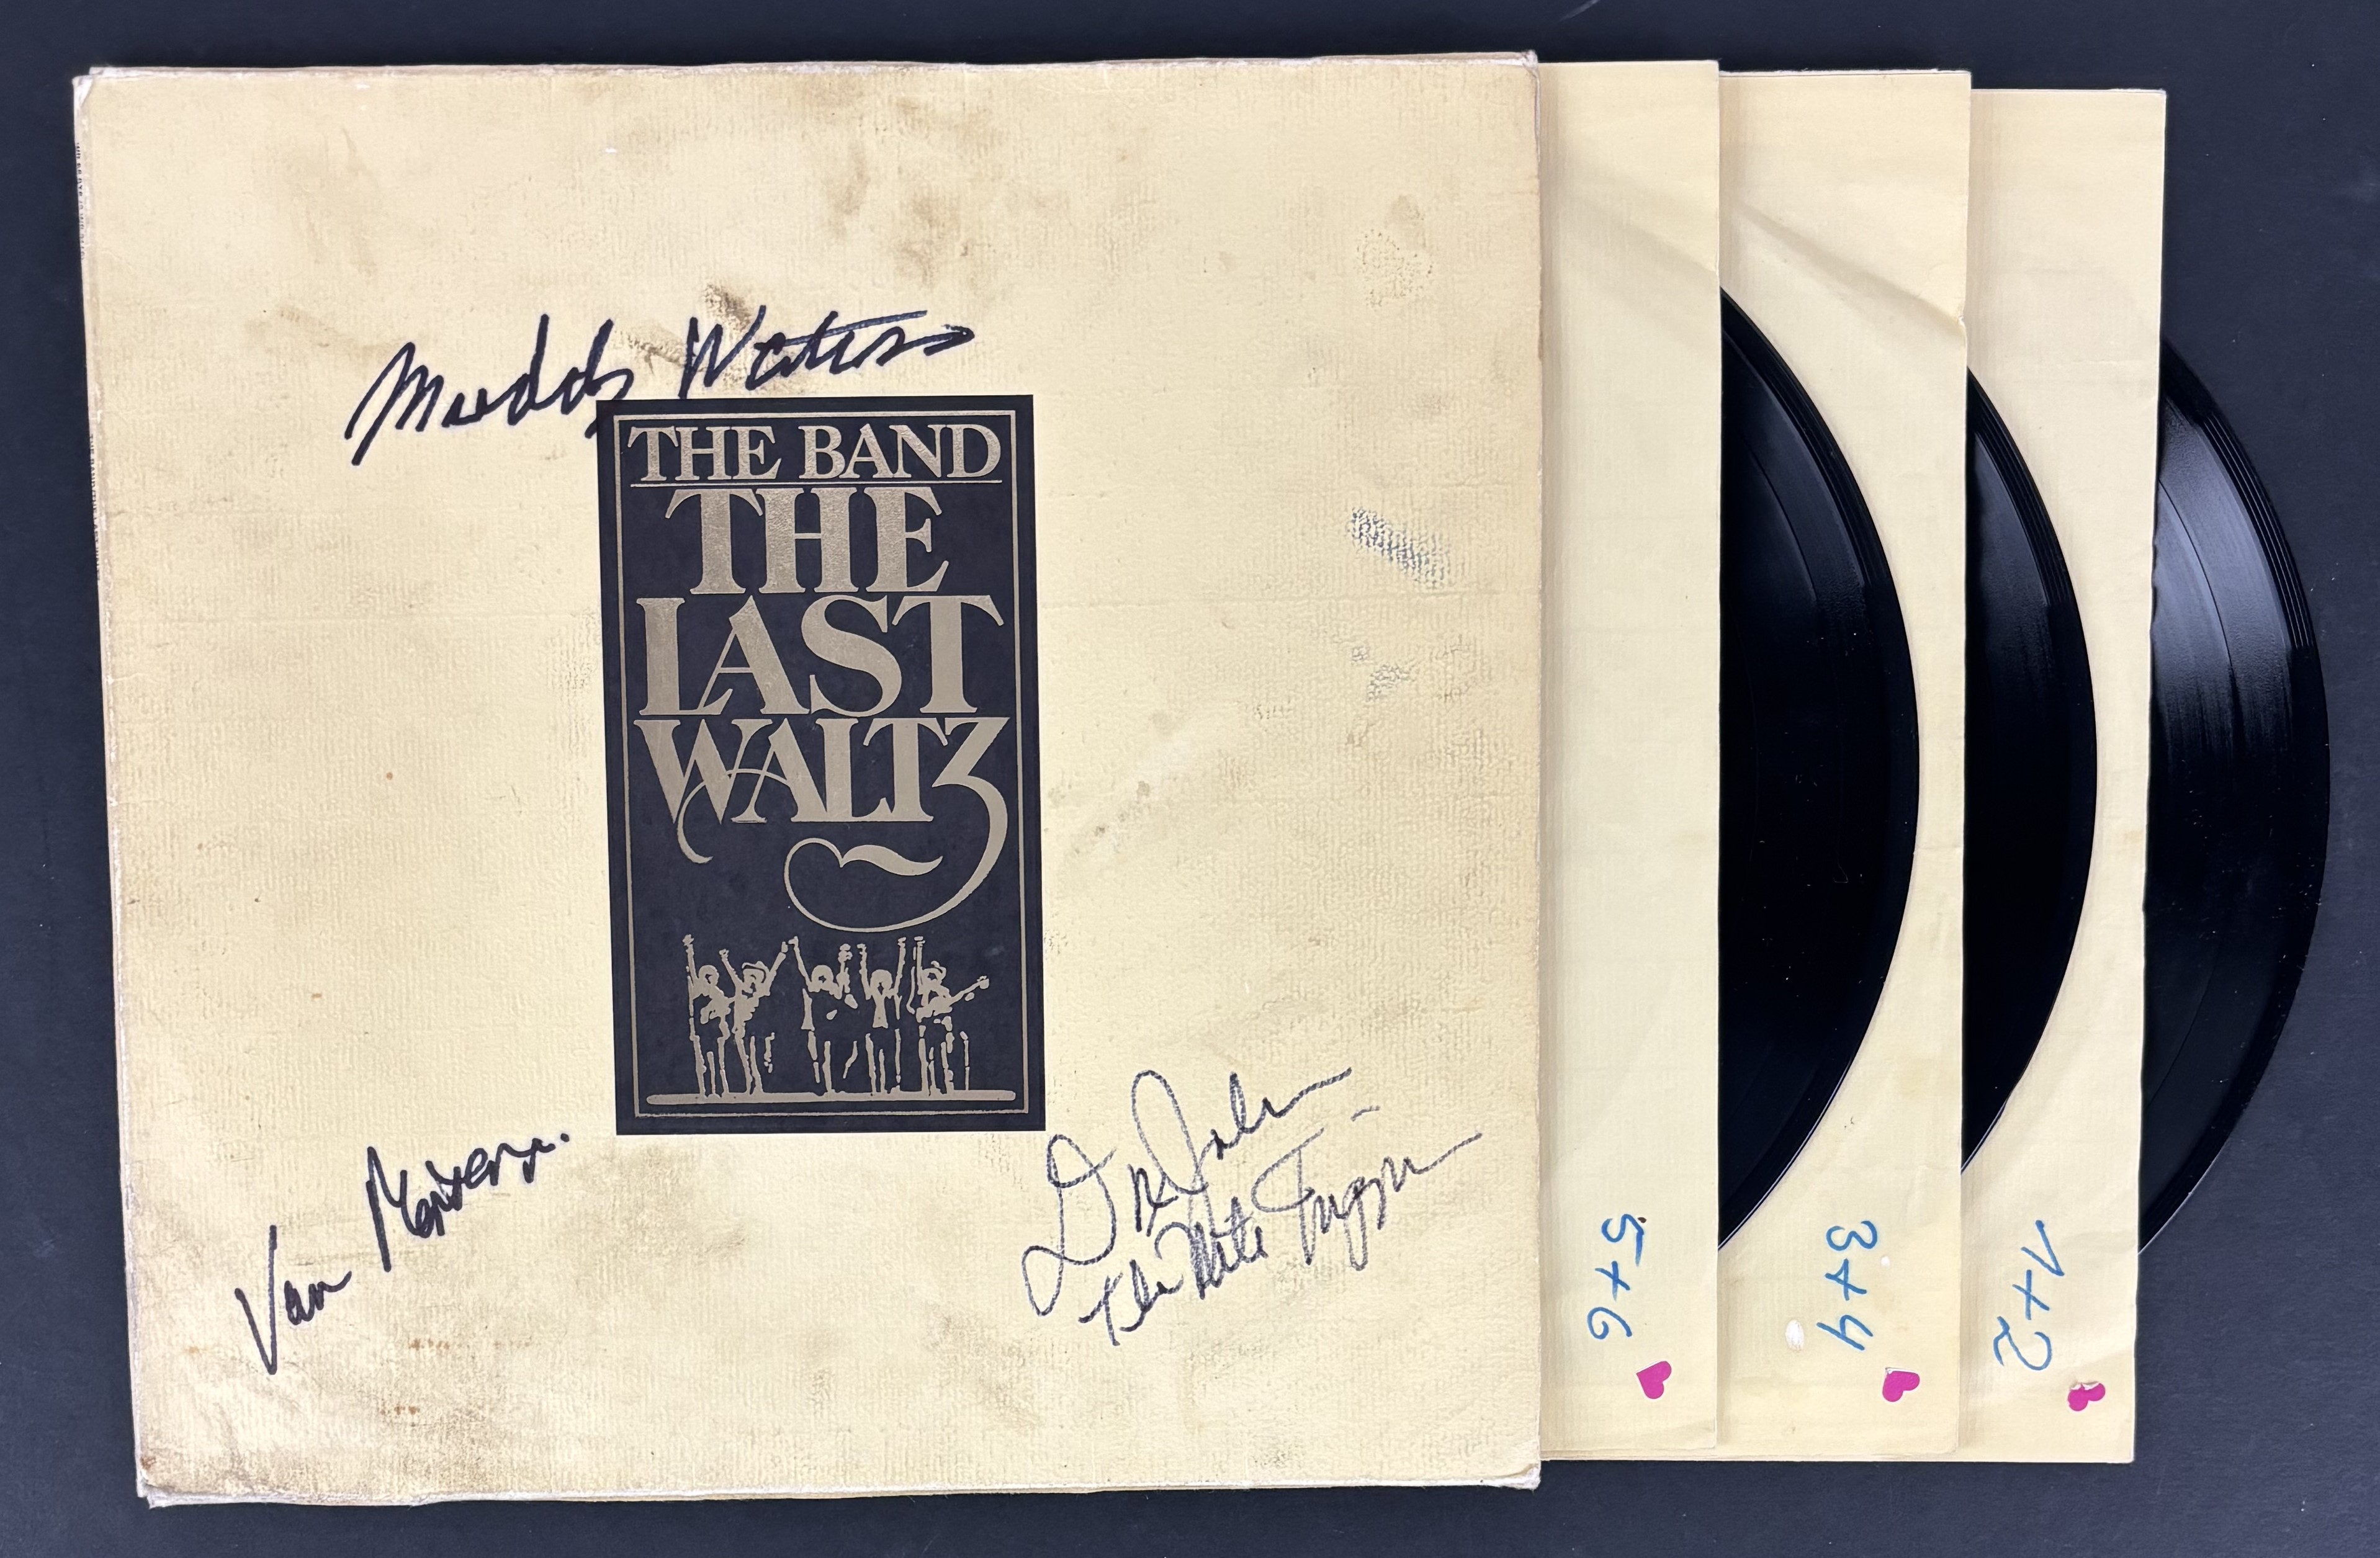 Muddy Waters
THE BAND
THE
LAST
WALTZ
Van Morrison.
Dr John
The Nite Tripper
5+6
3+4
1+2